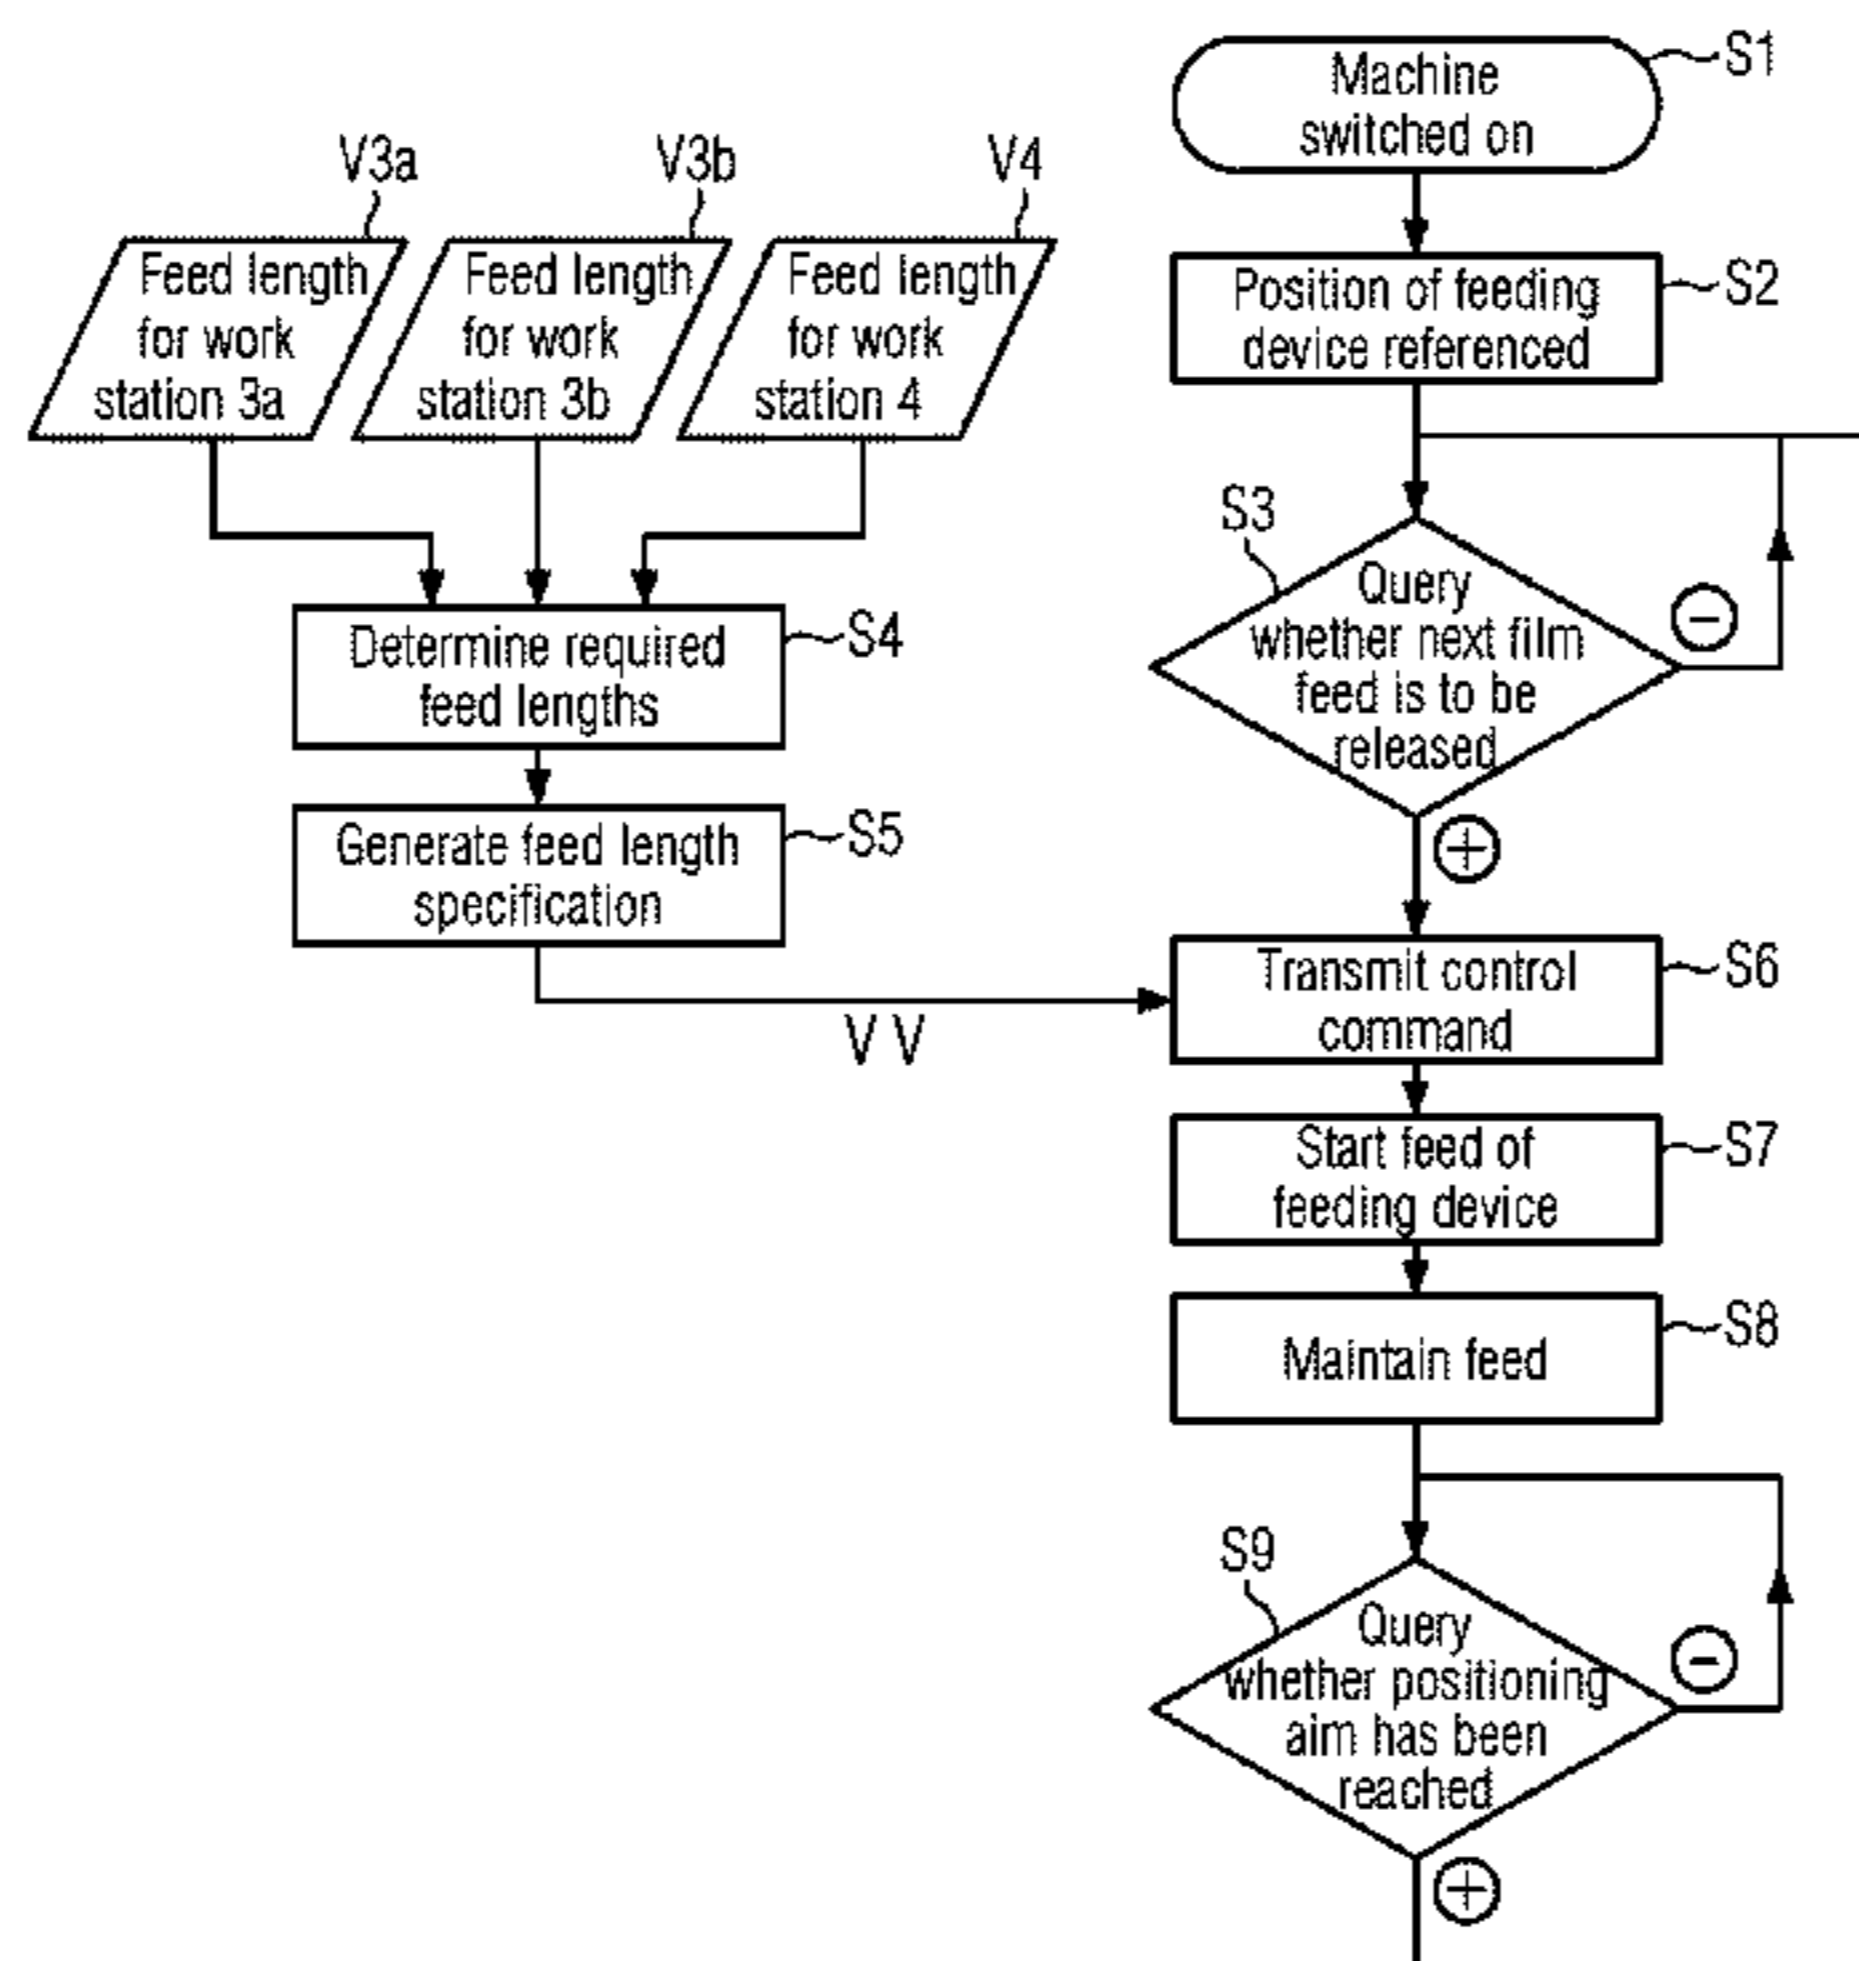 S1
Machine
switched on
V3a
V3b
V4
Feed length
for work
station 3a
Feed length
for work
station 3b
Feed length
for work
station 4
Position of feeding
device referenced
S2
S3
Query
whether next film
feed is to be
released
-
+
Determine required
feed lengths
S4
Generate feed length
specification
S5
V V
Transmit control
command
S6
Start feed of
feeding device
S7
Maintain feed
S8
S9
Query
whether positioning
aim has been
reached
-
+